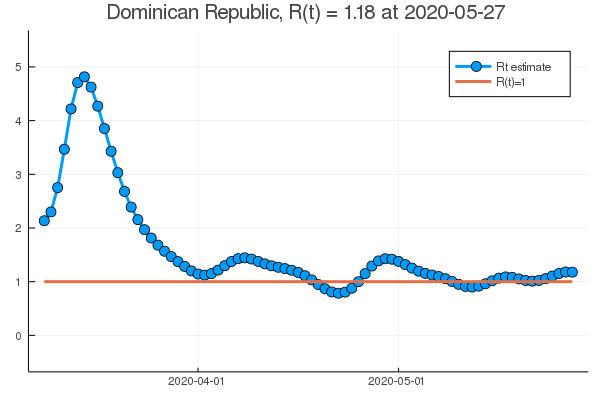 Dominican Republic, R(t) = 1.18 at 2020-05-27
Rt estimate
R(t)=1
5
4
3
2
1
0
2020-04-01
2020-05-01